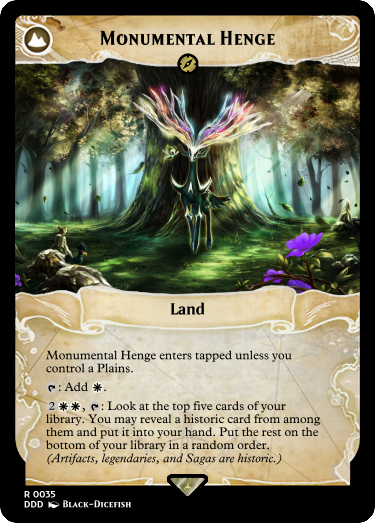 Monumental Henge
Land
Monumental Henge enters tapped unless you
control a Plains.
: Add .
2, : Look at the top five cards of your
library. You may reveal a historic card from among
them and put it into your hand. Put the rest on the
bottom of your library in a random order.
(Artifacts, legendaries, and Sagas are historic.)
R 0035
DDD Black-Dicefish